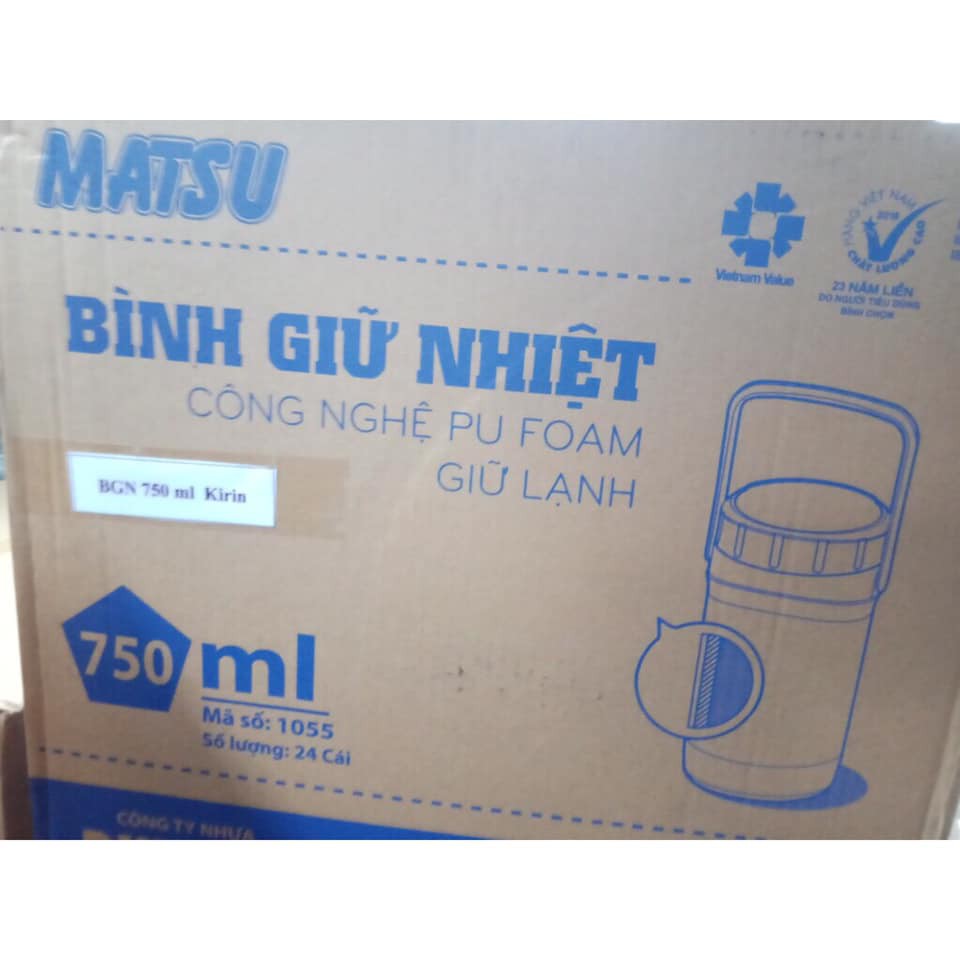 MATSU
Vietnam Value
HÀNG VIỆT NAM
2019
CHẤT LƯỢNG CAO
23 NĂM LIỀN
DO NGƯỜI TIÊU DÙNG
BÌNH CHỌN
BÌNH GIỮ NHIỆT
CÔNG NGHỆ PU FOAM
GIỮ LẠNH
BGN 750 ml Kirin
750 ml
Mã số: 1055
Số lượng: 24 Cái
CÔNG TY NHỰA